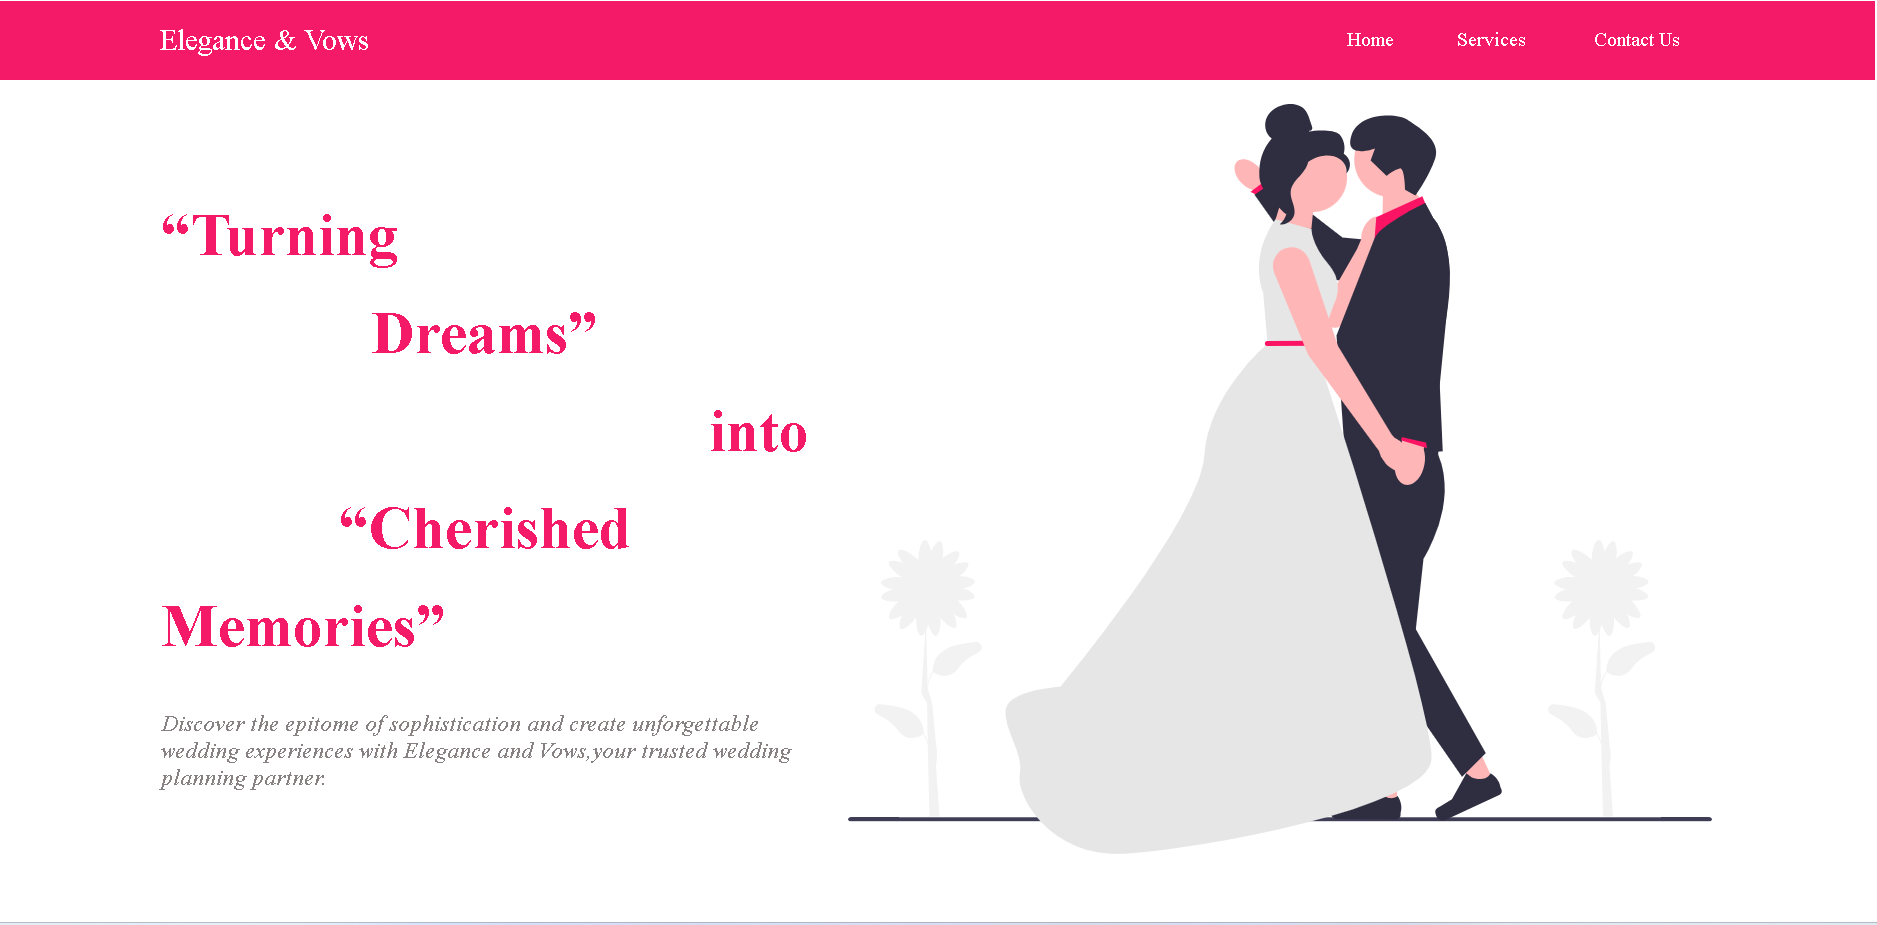 Elegance & Vows
Home Services Contact Us
“Turning
Dreams”
into
“Cherished
Memories”
Discover the epitome of sophistication and create unforgettable
wedding experiences with Elegance and Vows,your trusted wedding
planning partner.